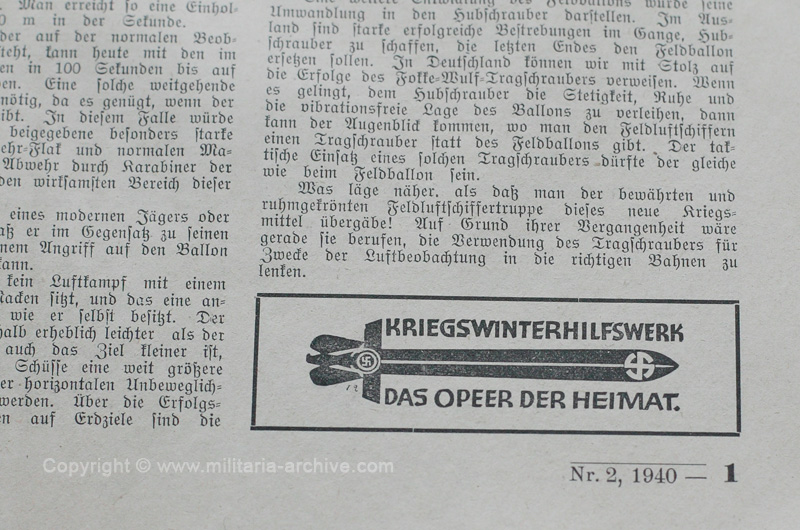 . Man erreicht so eine Einhol=
0 m in der Sekunde.
der auf der normalen Beob=
teht, kann heute mit den im
en in 100 Sekunden bis auf
en. Eine solche weitgehende
nötig, da es genügt, wenn der
ibt. In diesem Falle würde
beigegebene besonders starke
ehr=Flak und normalen Ma=
Abwehr durch Karabiner der
den wirksamsten Bereich dieser
eines modernen Jägers oder
aß er im Gegensatz zu seinen
nem Angriff auf den Ballon
kann.
kein Luftkampf mit einem
Nacken sitzt, und das eine an=
wie er selbst besitzt. Der
halb erheblich leichter als der
auch das Ziel kleiner ist,
Schüsse eine weit größere
er horizontalen Unbeweglich=
werden. Über die Erfolgs=
en auf Erdziele sind die
Eine weitere Entwicklung des Feldballons würde seine
Umwandlung in den Hubschrauber darstellen. Im Aus=
land sind starke erfolgreiche Bestrebungen im Gange, Hub=
schrauber zu schaffen, die letzten Endes den Feldballon
ersetzen sollen. In Deutschland können wir mit Stolz auf
die Erfolge des Focke=Wulf=Tragschraubers verweisen. Wenn
es gelingt, dem Hubschrauber die Stetigkeit, Ruhe und
die vibrationsfreie Lage des Ballons zu verleihen, dann
kann der Augenblick kommen, wo man den Feldluftschiffern
einen Tragschrauber statt des Feldballons gibt. Der tak=
tische Einsatz eines solchen Tragschraubers dürfte der gleiche
wie beim Feldballon sein.
Was läge näher, als daß man der bewährten und
ruhmgekrönten Feldluftschiffertruppe dieses neue Kriegs=
mittel übergäbe! Auf Grund ihrer Vergangenheit wäre
gerade sie berufen, die Verwendung des Tragschraubers für
Zwecke der Luftbeobachtung in die richtigen Bahnen zu
lenken.
KRIEGSWINTERHILFSWERK
DAS OPFER DER HEIMAT.
Nr. 2, 1940 — 1
Copyright © www.militaria-archive.com